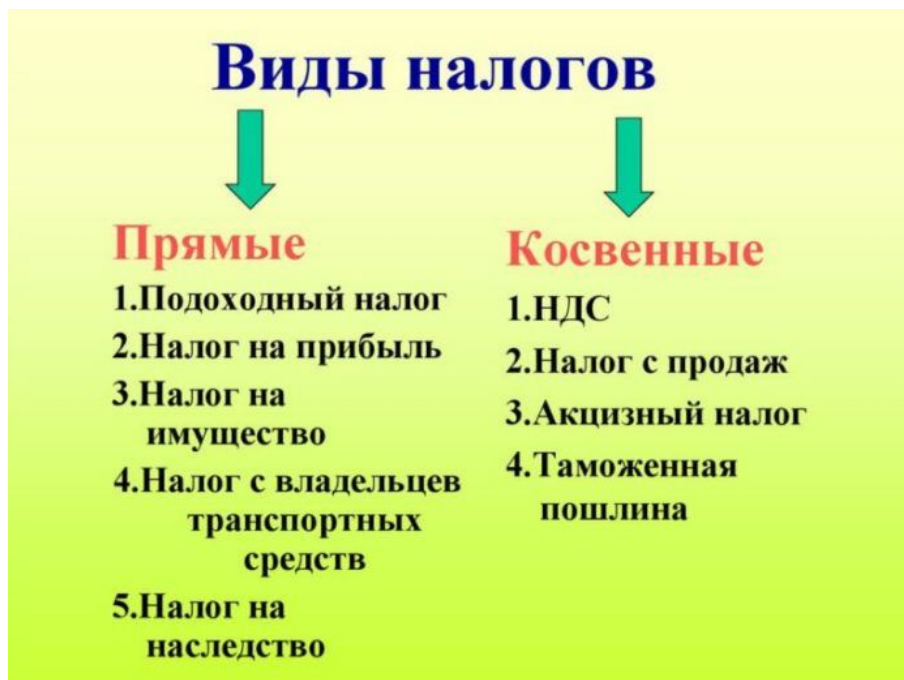 Виды налогов
Прямые
1.Подоходный налог
2.Налог на прибыль
3.Налог на
имущество
4.Налог с владельцев
транспортных
средств
5.Налог на
наследство
Косвенные
1.НДС
2.Налог с продаж
3.Акцизный налог
4.Таможенная
пошлина